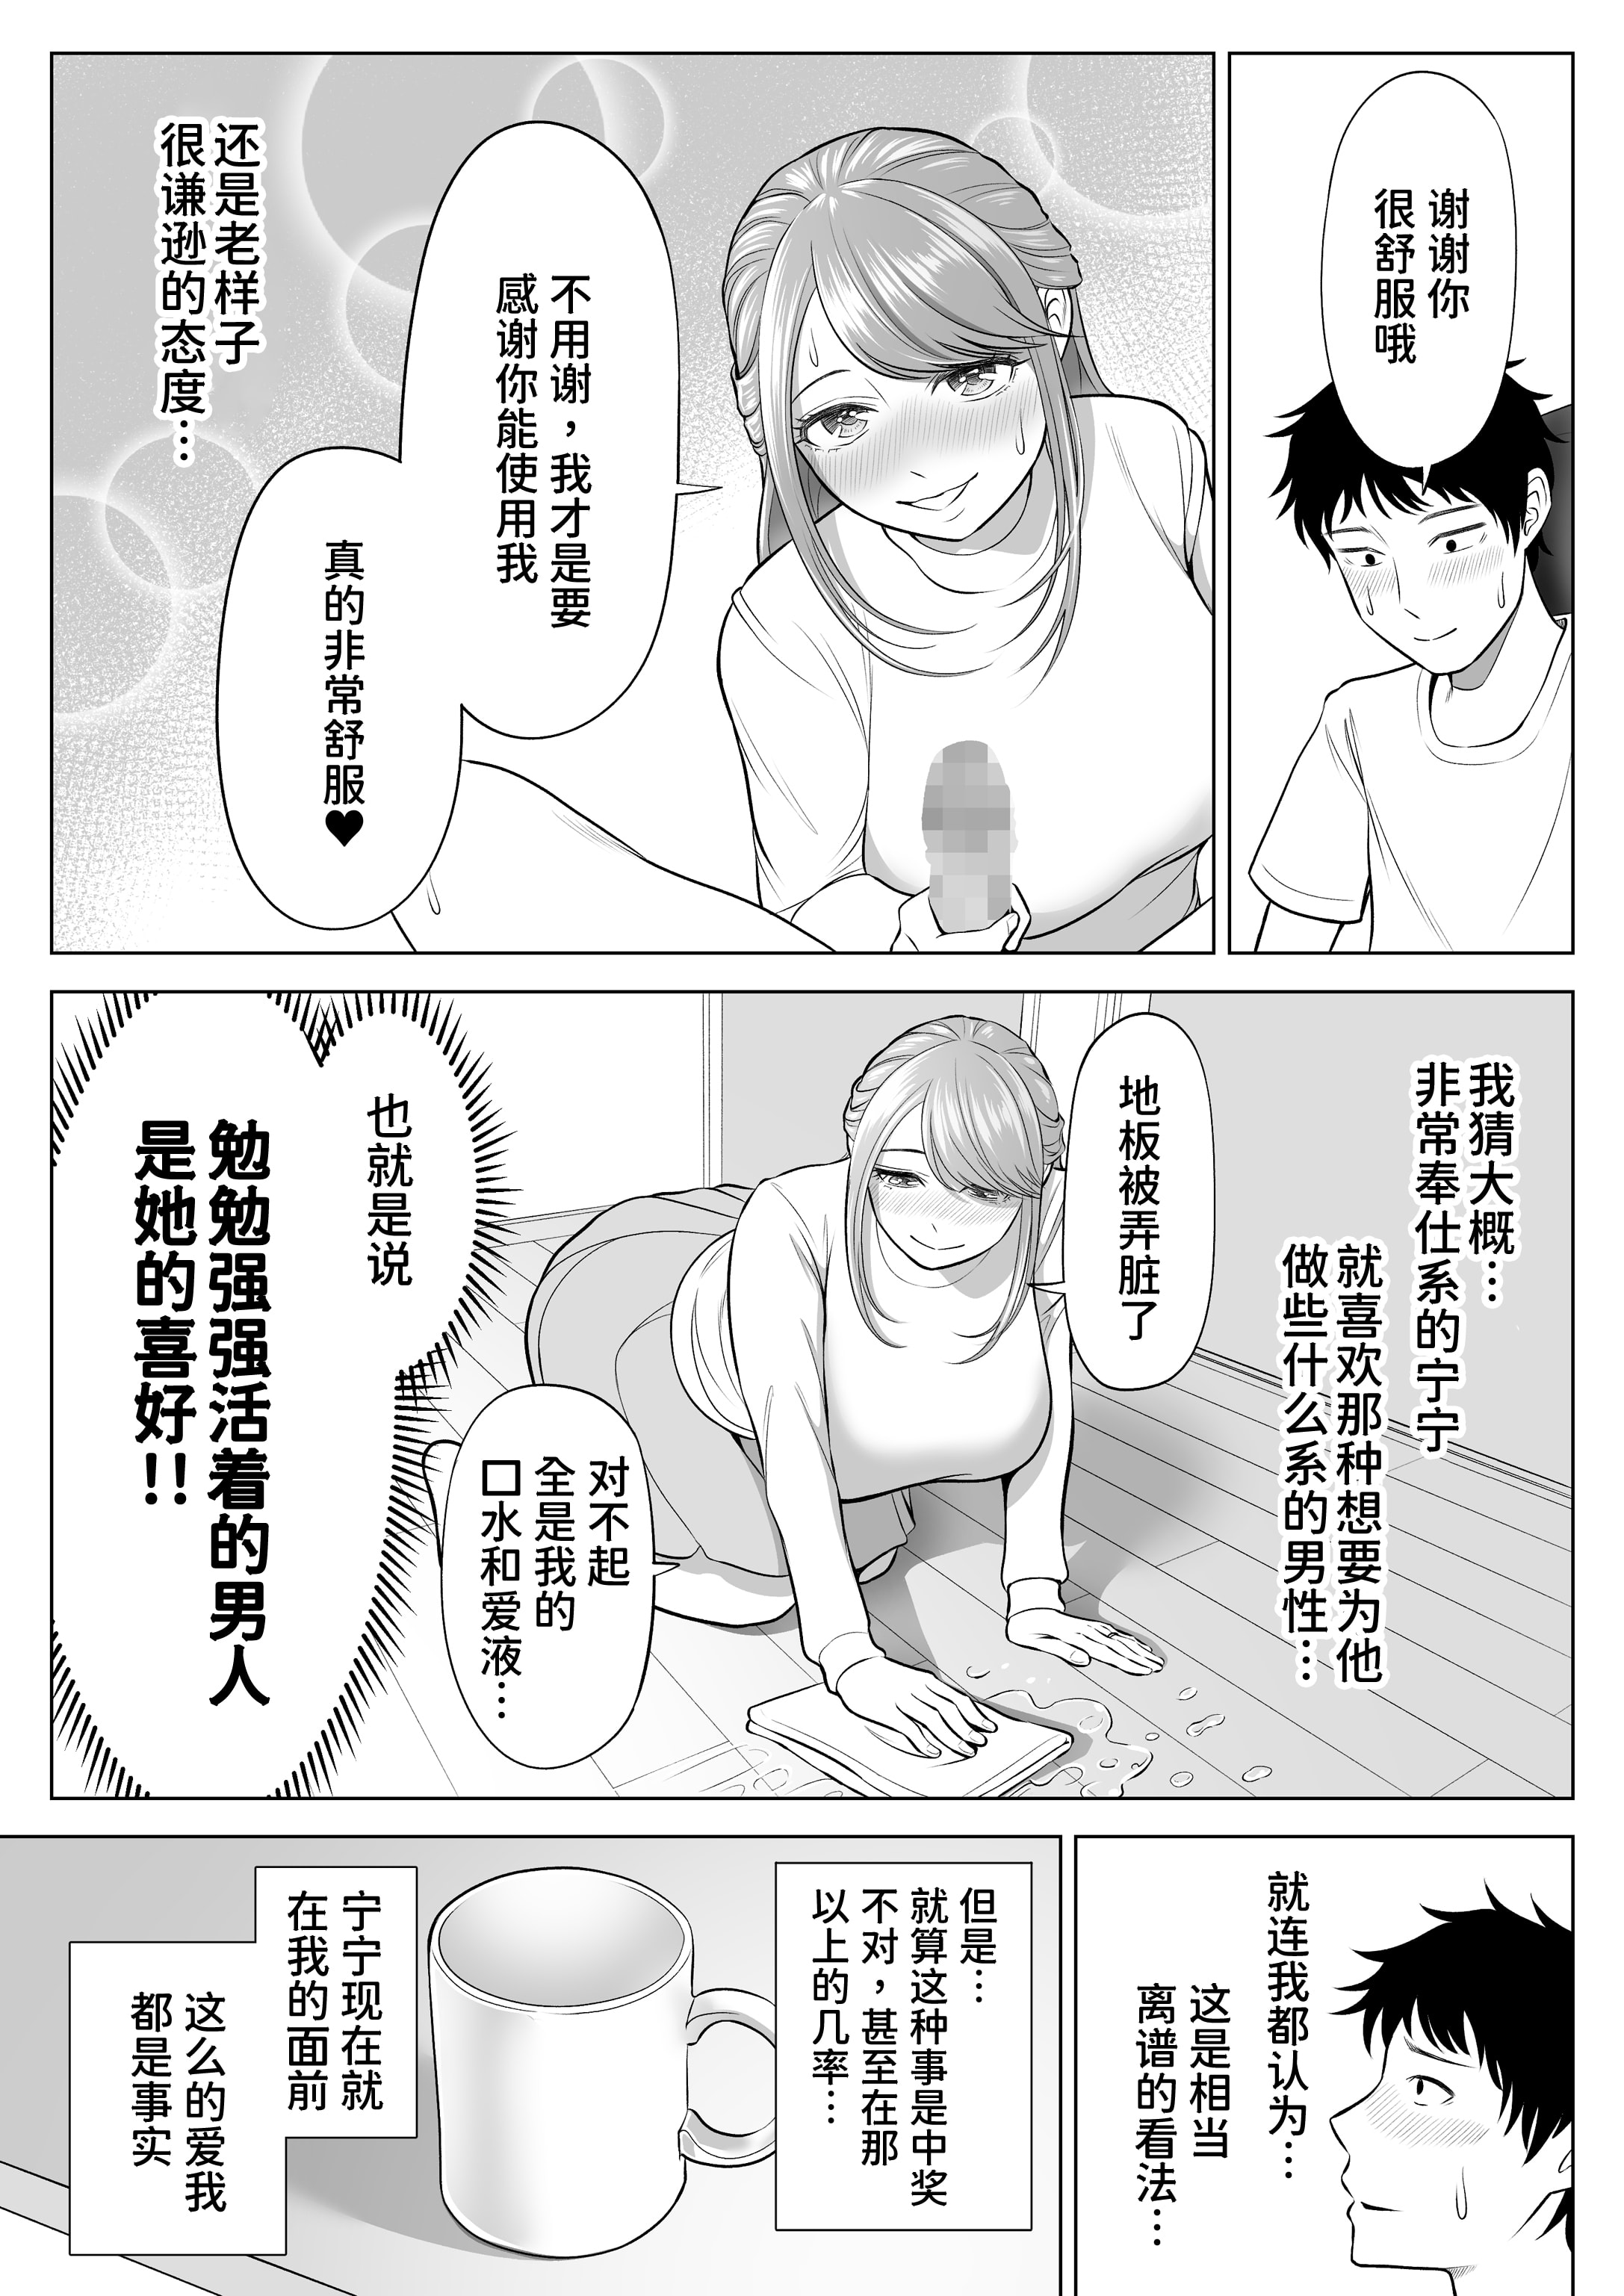 谢谢你
很舒服哦
不用谢，我才是要
感谢你能使用我
真的非常舒服♥
还是老样子
很谦逊的态度…
我猜大概…
非常奉仕系的宁宁
就喜欢那种想要为他
做些什么系的男性…
地板被弄脏了
对不起
全是我的
口水和爱液…
也就是说
勉勉强强活着的男人
是她的喜好!!
就连我都认为…
这是相当
离谱的看法…
但是…
就算这种事是中奖
不对，甚至在那
以上的几率…
宁宁现在就
在我的面前
这么的爱我
都是事实